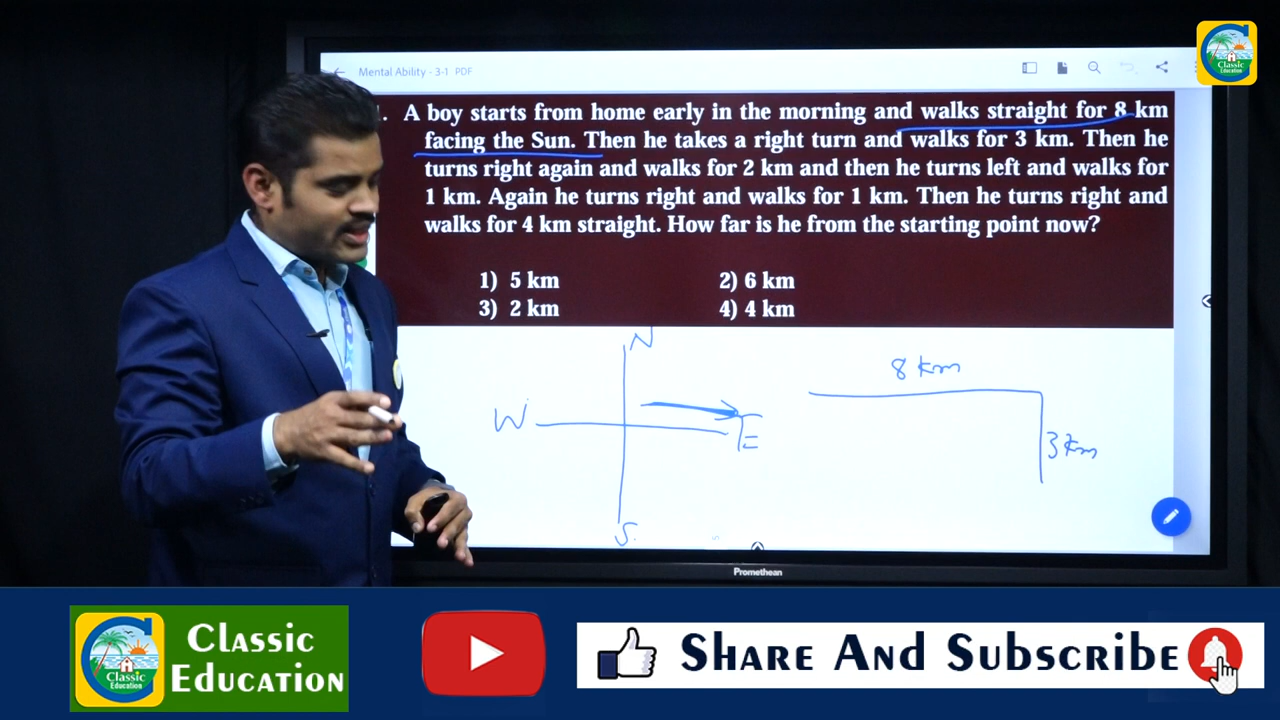 Classic
Education
Mental Ability - 3-1 PDF
. A boy starts from home early in the morning and walks straight for 8 km
facing the Sun. Then he takes a right turn and walks for 3 km. Then he
turns right again and walks for 2 km and then he turns left and walks for
1 km. Again he turns right and walks for 1 km. Then he turns right and
walks for 4 km straight. How far is he from the starting point now?
1) 5 km 2) 6 km
3) 2 km 4) 4 km
N
8 km
W
E
3 km
S
Promethean
Classic
Education
Classic
Education
Share And Subscribe